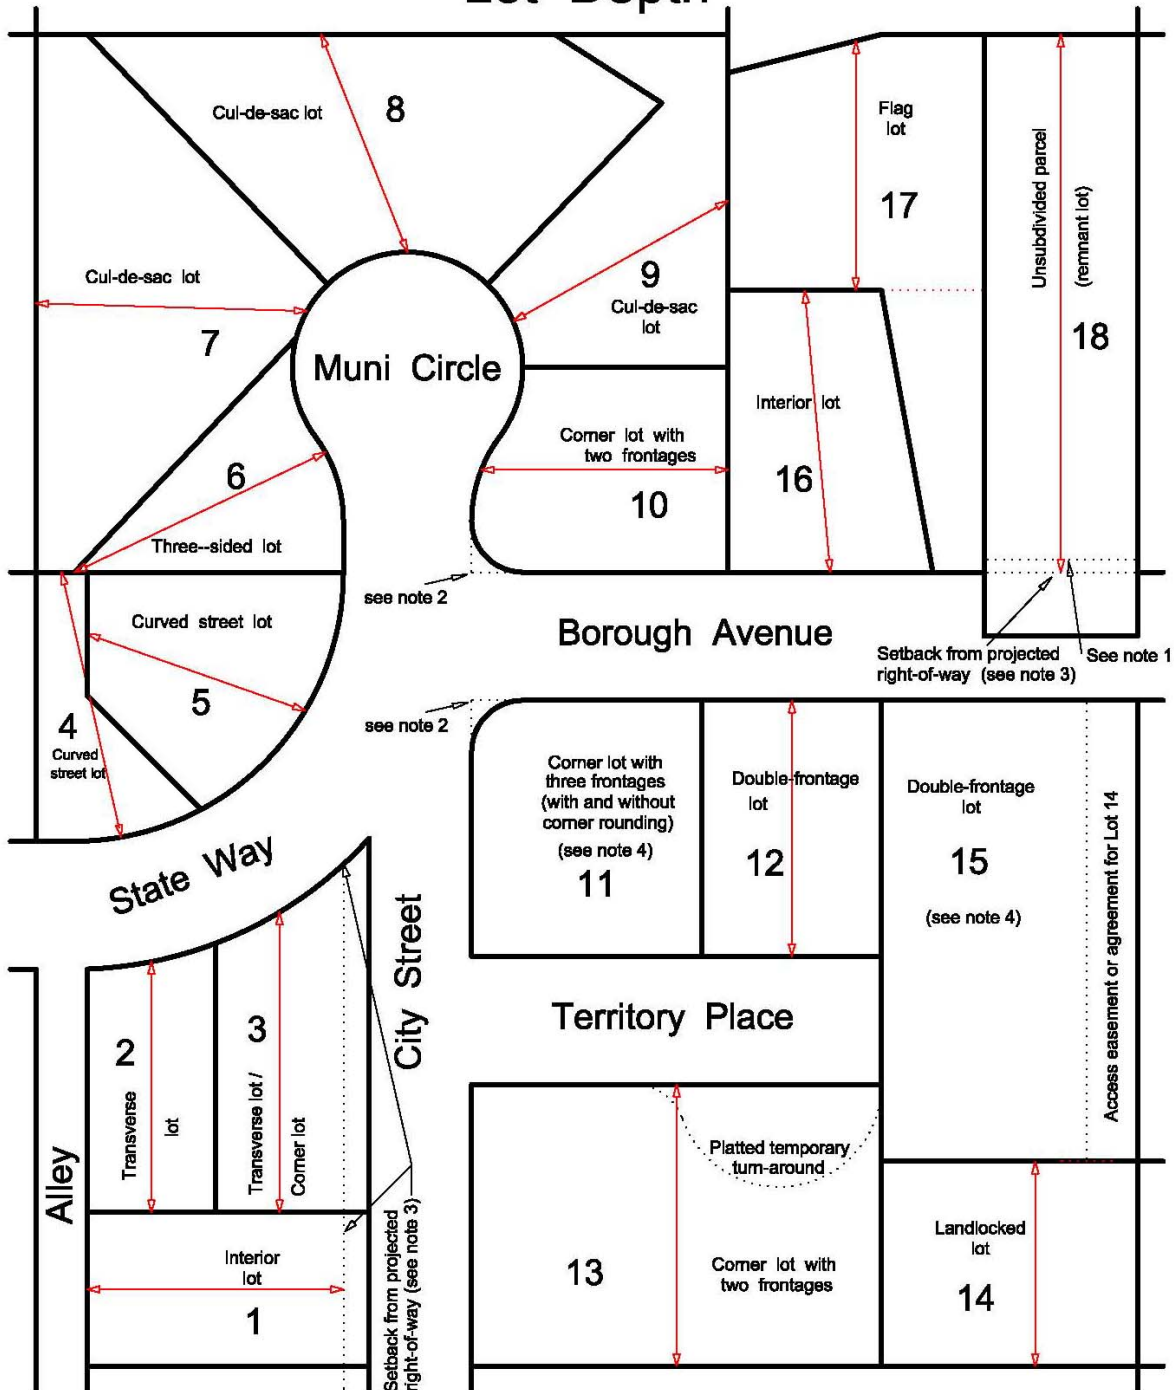 Lot Depth
Cul-de-sac lot
8
Flag
lot
17
Unsubdivided parcel
(remnant lot)
18
Cul-de-sac lot
7
9
Cul-de-sac
lot
Muni Circle
Interior lot
16
Corner lot with
two frontages
10
6
Three--sided lot
see note 2
Curved street lot
5
Borough Avenue
Setback from projected
right-of-way (see note 3)
See note 1
4
Curved
street lot
see note 2
Corner lot with
three frontages
(with and without
corner rounding)
(see note 4)
11
Double-frontage
lot
12
Double-frontage
lot
15
(see note 4)
Access easement or agreement for Lot 14
State Way
City Street
Territory Place
2
Transverse
lot
3
Transverse lot /
Corner lot
Alley
Setback from projected
right-of-way (see note 3)
Interior
lot
1
Platted temporary
turn-around
13
Corner lot with
two frontages
Landlocked
lot
14